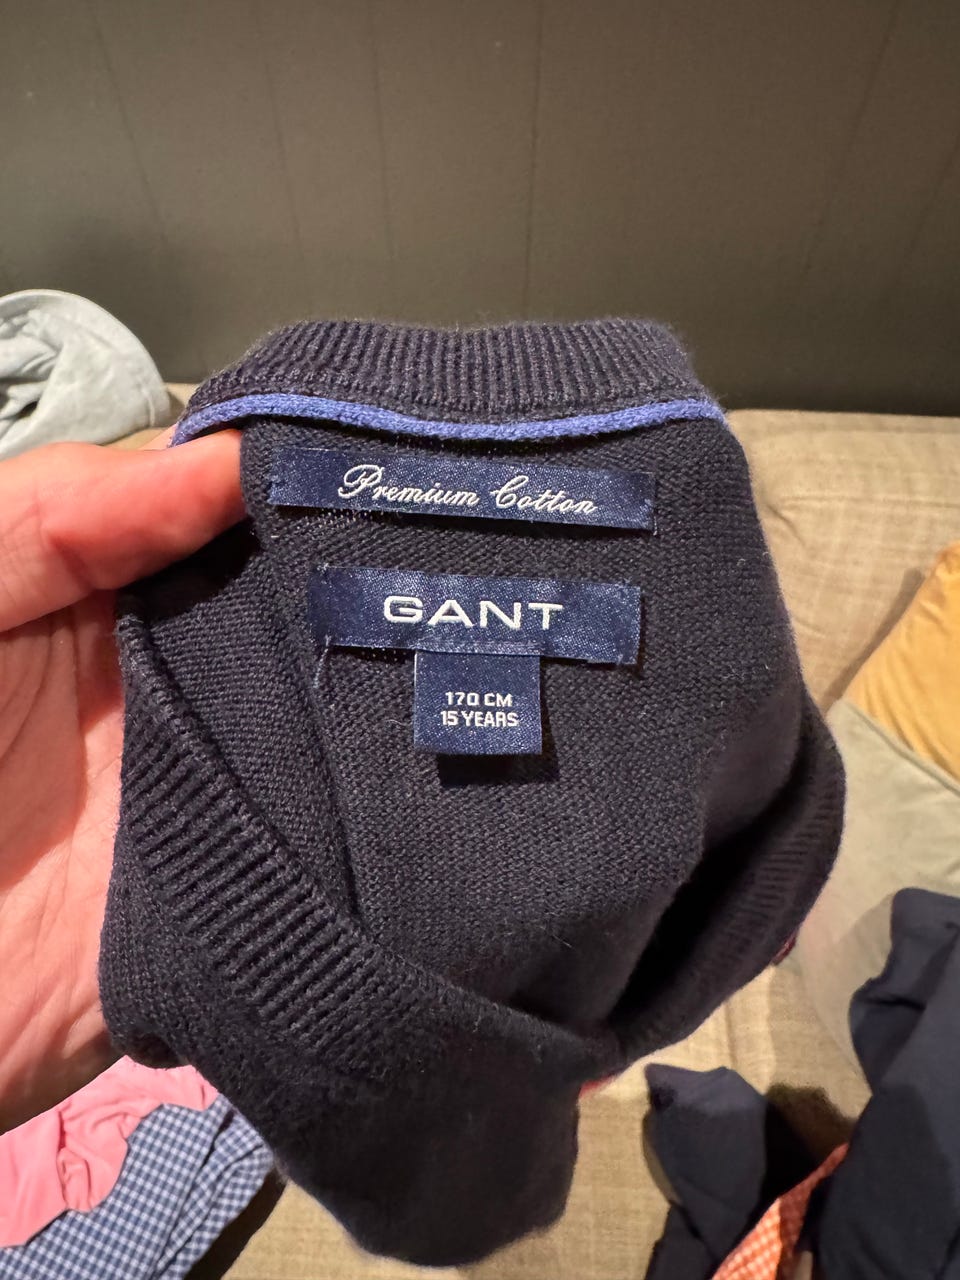 Premium Cotton
GANT
170 CM
15 YEARS